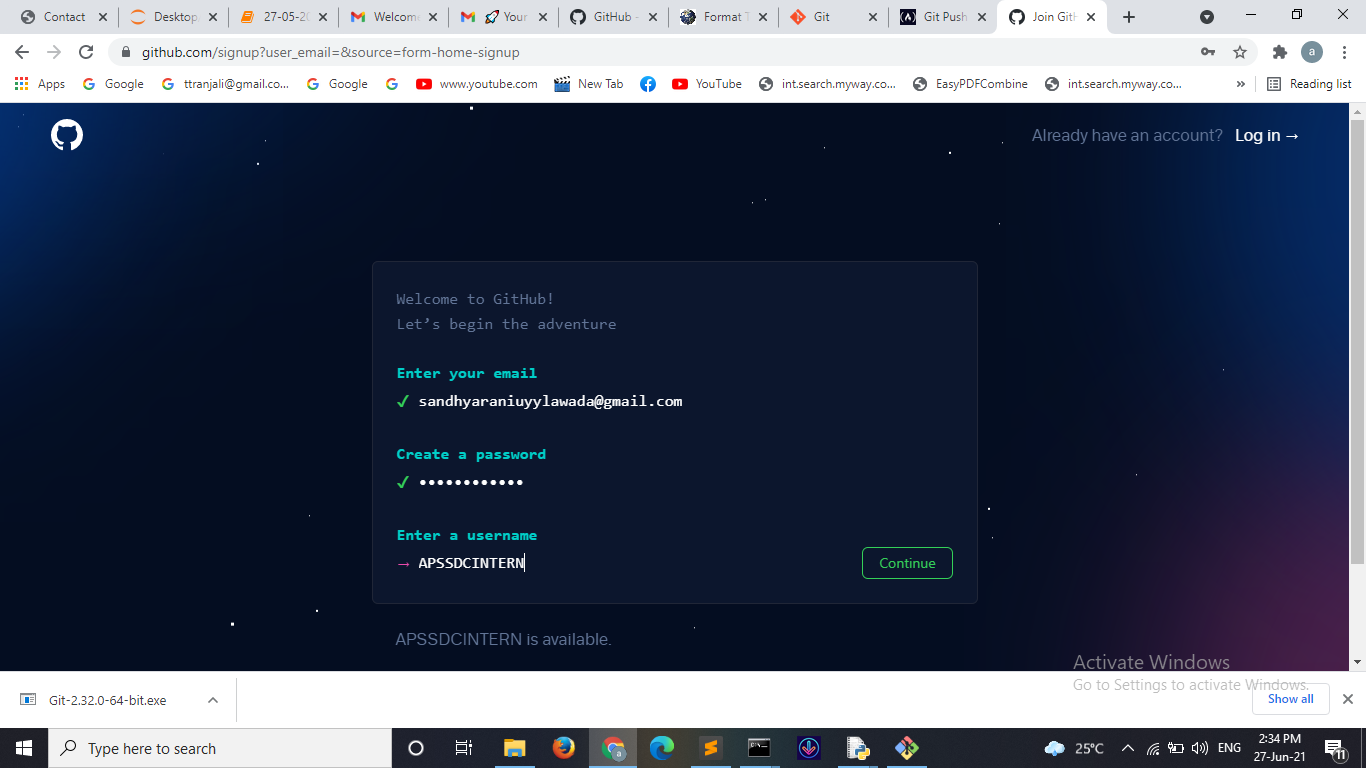 Contact
Desktop
27-05-20
Welcome
Your
GitHub -
Format T
Git
Git Push
Join GitH
github.com/signup?user_email=&source=form-home-signup
a
Apps
Google
ttranjali@gmail.co...
Google
www.youtube.com
New Tab
YouTube
int.search.myway.co...
EasyPDFCombine
int.search.myway.co...
»
Reading list
Already have an account? Log in →
Welcome to GitHub!
Let’s begin the adventure
Enter your email
✓ sandhyaraniuyylawada@gmail.com
Create a password
✓ ••••••••••••
Enter a username
→ APSSDCINTERN
Continue
APSSDCINTERN is available.
Activate Windows
Go to Settings to activate Windows.
Git-2.32.0-64-bit.exe
Show all
Type here to search
a
25°C
ENG
2:34 PM
27-Jun-21
11